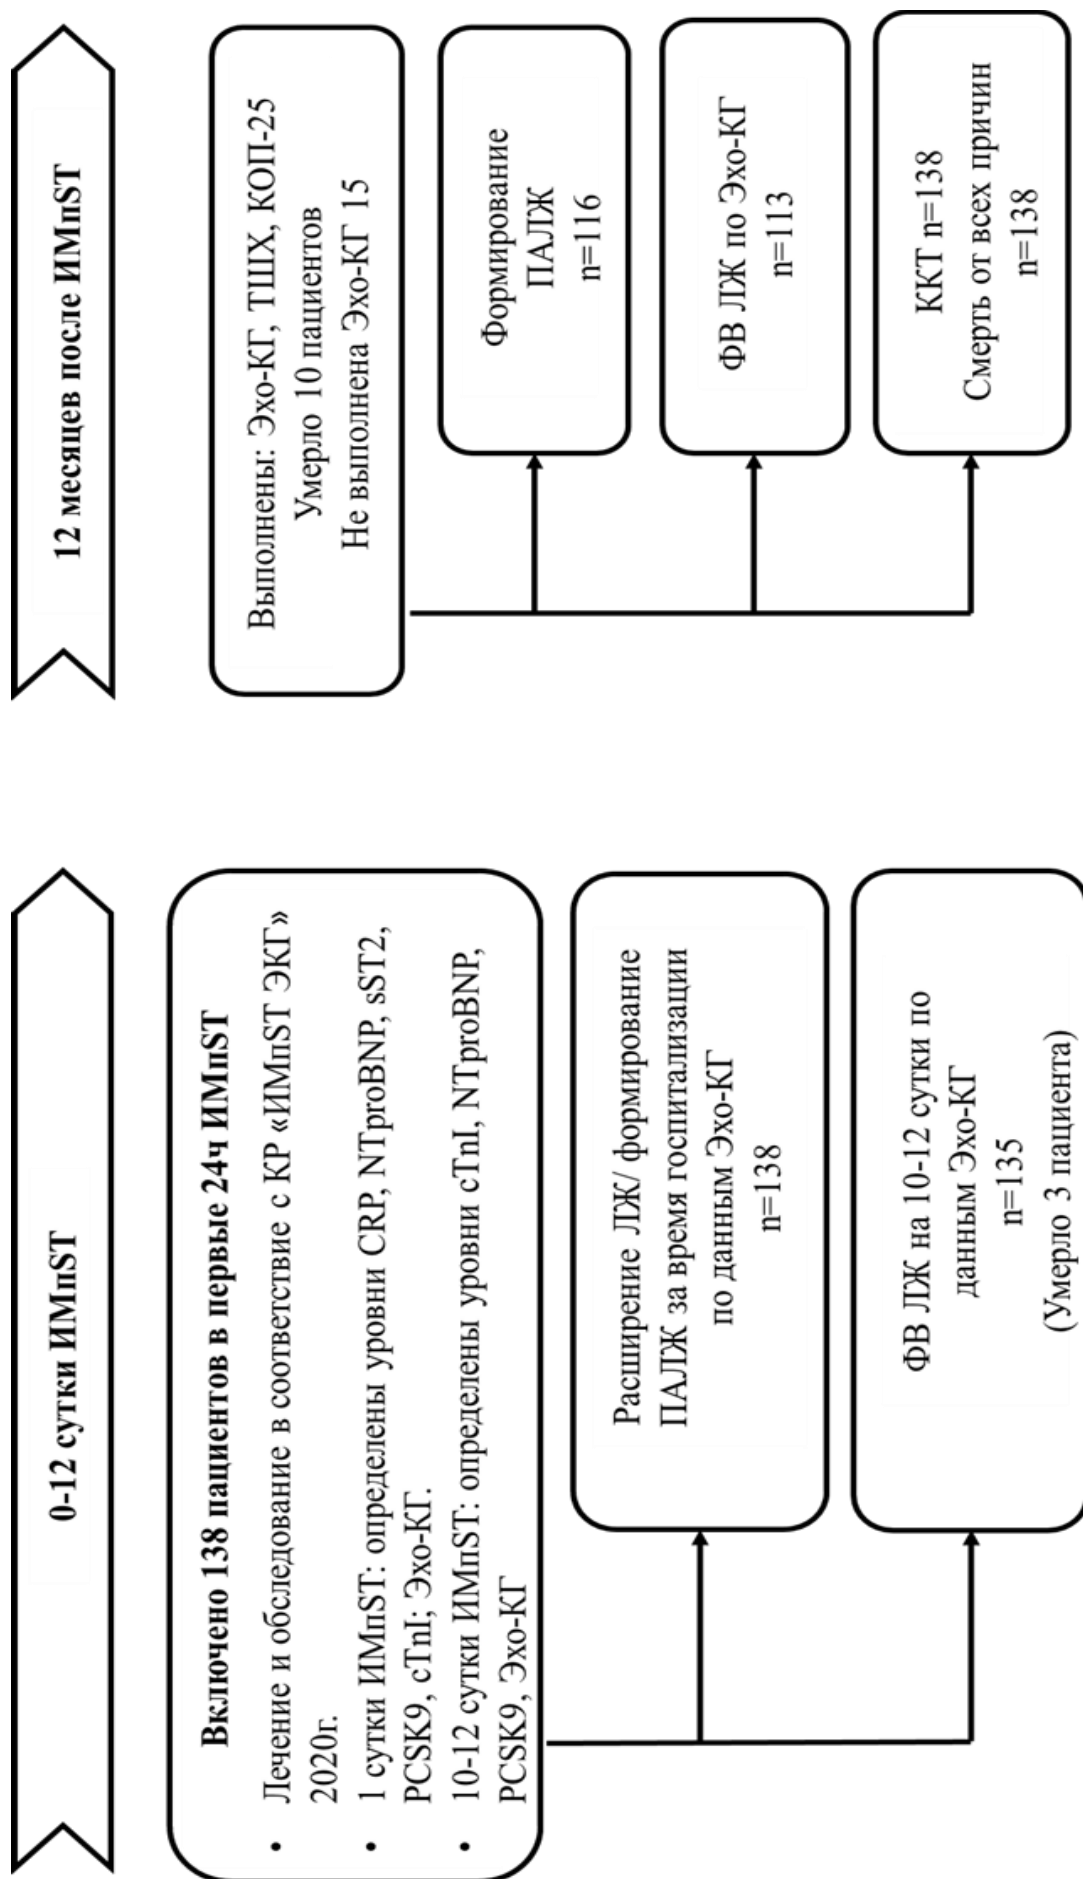 0-12 сутки ИМпST
Включено 138 пациентов в первые 24ч ИМпST
• Лечение и обследование в соответствие с КР «ИМпST ЭКГ»
2020г.
• 1 сутки ИМпST: определены уровни CRP, NTproBNP, sST2,
PCSK9, cTnI; Эхо-КГ.
• 10-12 сутки ИМпST: определены уровни cTnI, NTproBNP,
PCSK9, Эхо-КГ
Расширение ЛЖ/ формирование
ПАЛЖ за время госпитализации
по данным Эхо-КГ
n=138
ФВ ЛЖ на 10-12 сутки по
данным Эхо-КГ
n=135
(Умерло 3 пациента)
12 месяцев после ИМпST
Выполнены: Эхо-КГ, ТШХ, КОП-25
Умерло 10 пациентов
Не выполнена Эхо-КГ 15
Формирование
ПАЛЖ
n=116
ФВ ЛЖ по Эхо-КГ
n=113
ККТ n=138
Смерть от всех причин
n=138